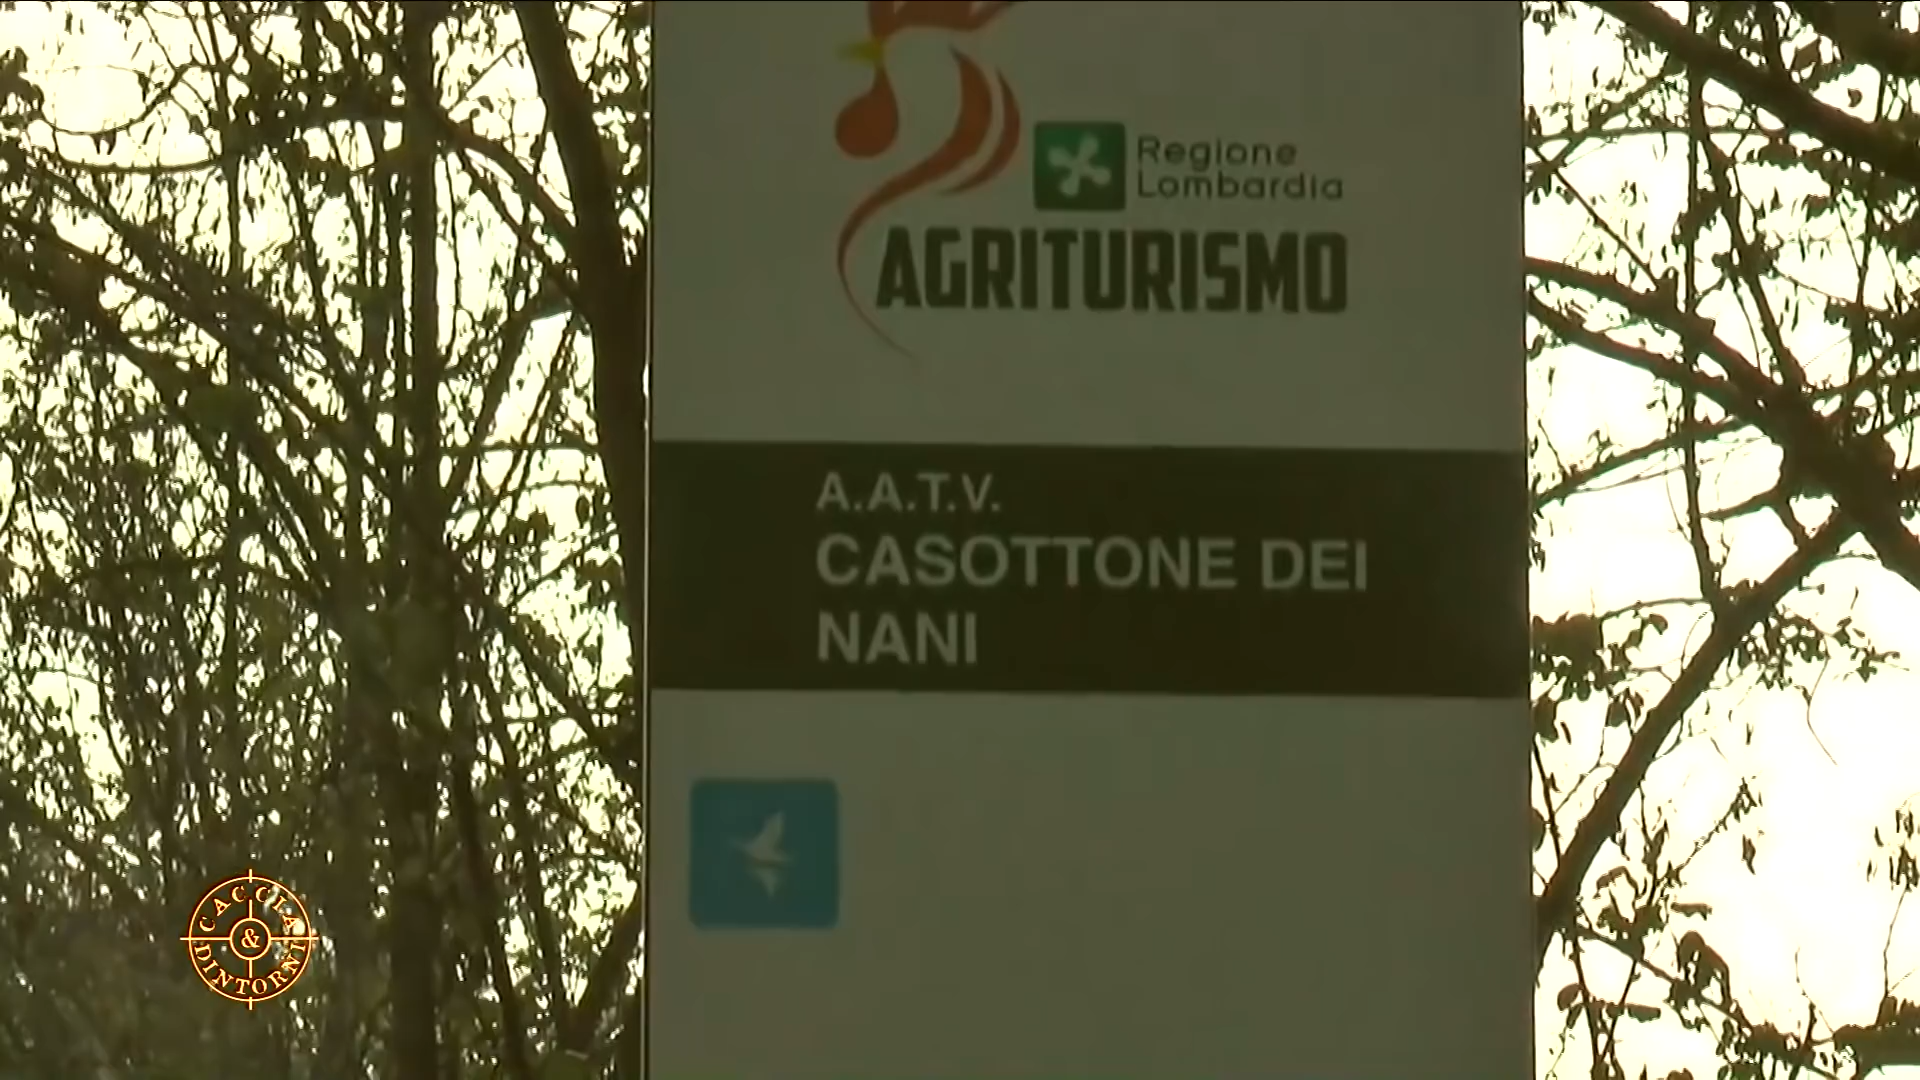 Regione
Lombardia
AGRITURISMO
A.A.T.V.
CASOTTONE DEI
NANI
CACCIA
&
DINTORNI